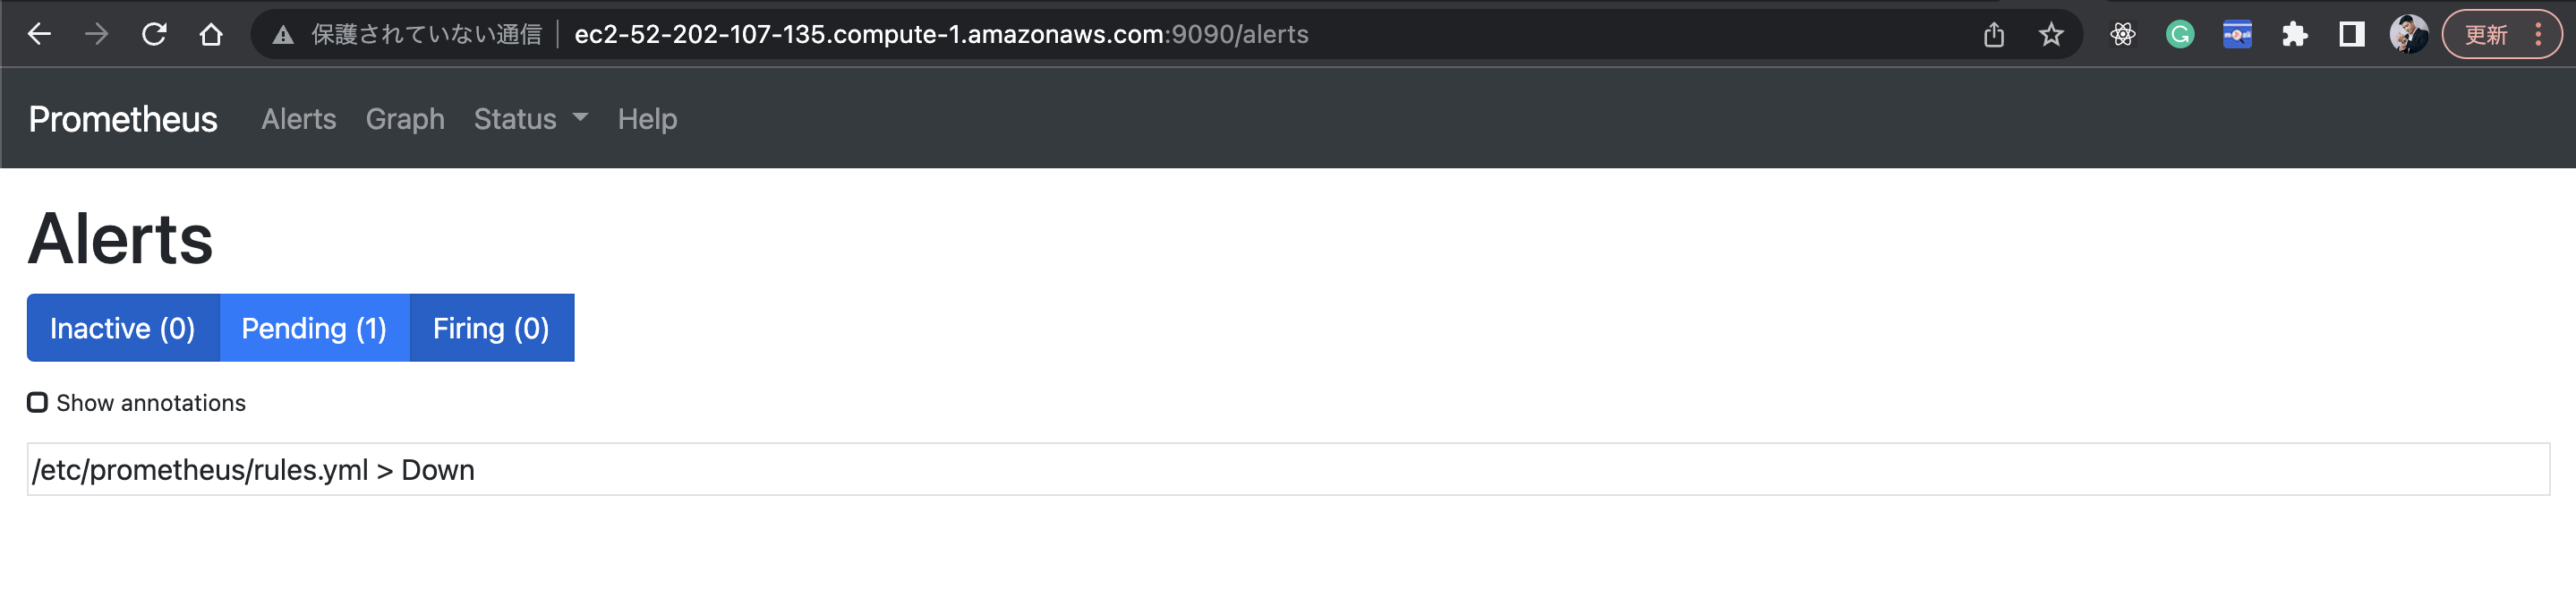 保護されていない通信 ec2-52-202-107-135.compute-1.amazonaws.com:9090/alerts 更新
Prometheus Alerts Graph Status Help
Alerts
Inactive (0) Pending (1) Firing (0)
Show annotations
/etc/prometheus/rules.yml > Down